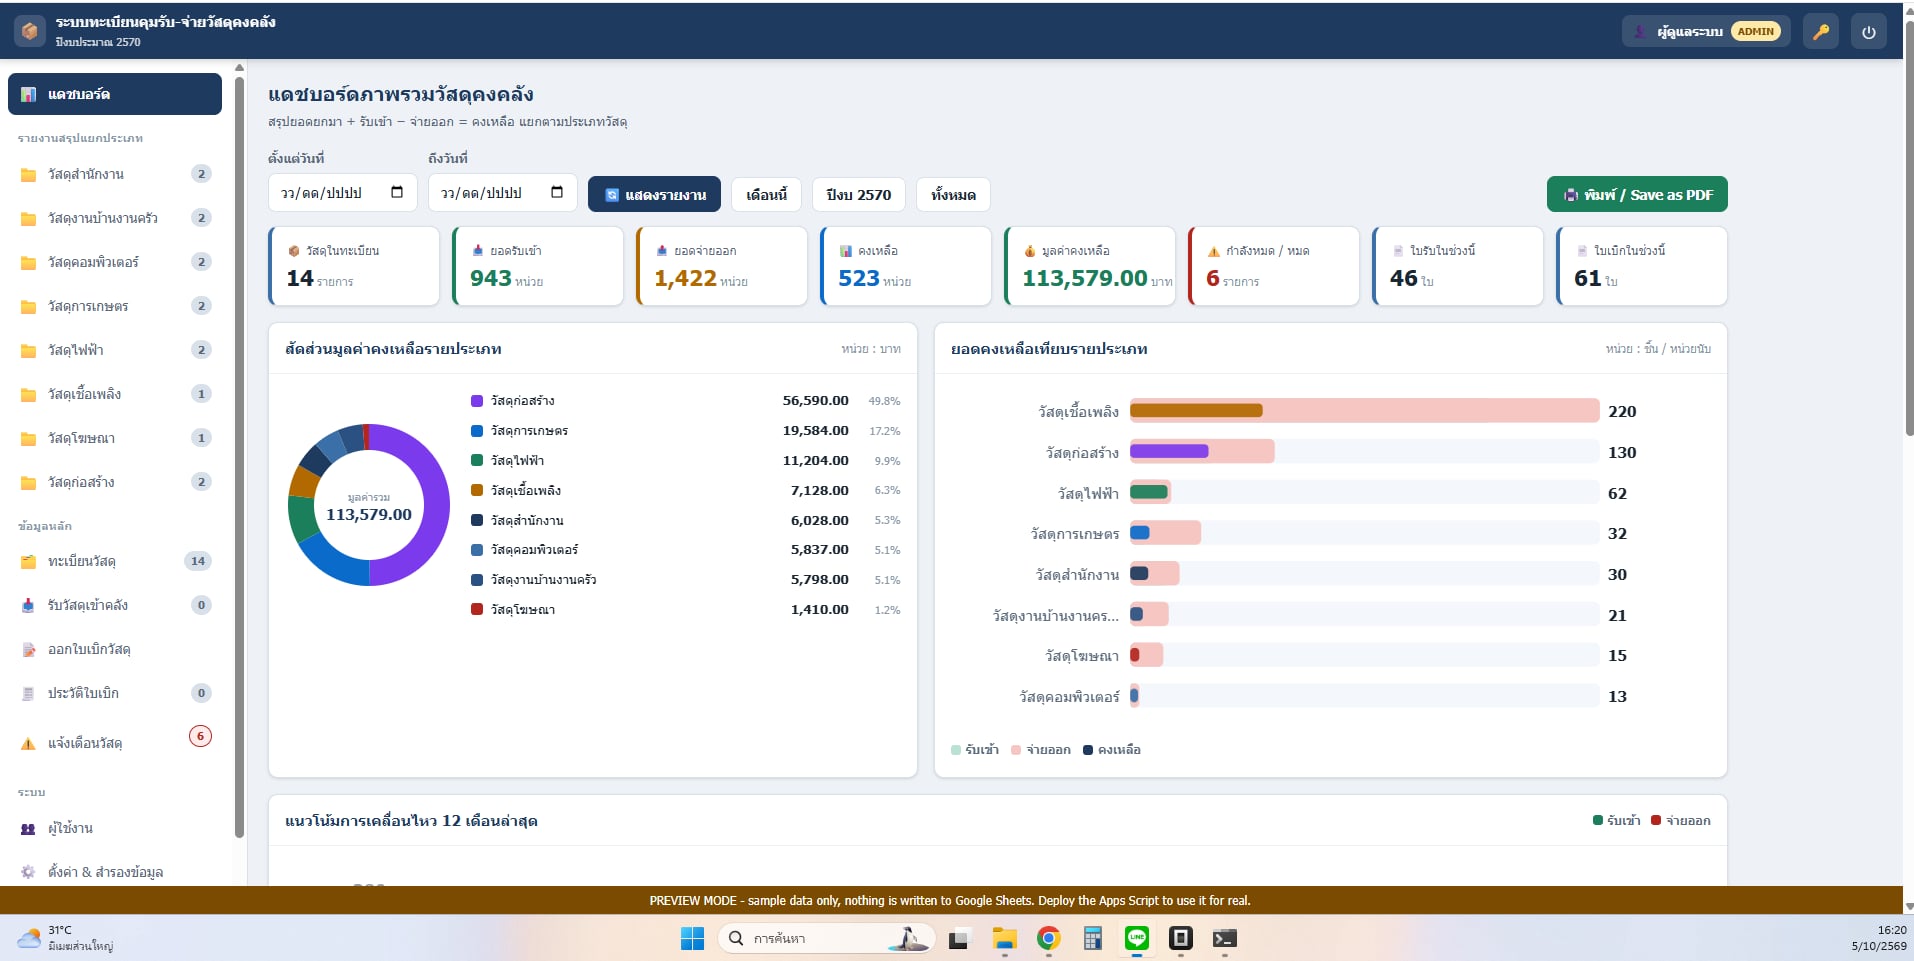 ระบบทะเบียนคุมรับ-จ่ายวัสดุคงคลัง
ปีงบประมาณ 2570
ผู้ดูแลระบบ ADMIN
แดชบอร์ด
รายงานสรุปแยกประเภท
วัสดุสำนักงาน 2
วัสดุงานบ้านงานครัว 2
วัสดุคอมพิวเตอร์ 2
วัสดุการเกษตร 2
วัสดุไฟฟ้า 2
วัสดุเชื้อเพลิง 1
วัสดุโฆษณา 1
วัสดุก่อสร้าง 2
ข้อมูลหลัก
ทะเบียนวัสดุ 14
รับวัสดุเข้าคลัง 0
ออกใบเบิกวัสดุ
ประวัติใบเบิก 0
แจ้งเตือนวัสดุ 6
ระบบ
ผู้ใช้งาน
ตั้งค่า & สำรองข้อมูล
แดชบอร์ดภาพรวมวัสดุคงคลัง
สรุปยอดยกมา + รับเข้า − จ่ายออก = คงเหลือ แยกตามประเภทวัสดุ
ตั้งแต่วันที่ ถึงวันที่
วว/ดด/ปปปป วว/ดด/ปปปป แสดงรายงาน เดือนนี้ ปีงบ 2570 ทั้งหมด พิมพ์ / Save as PDF
วัสดุในทะเบียน
14 รายการ
ยอดรับเข้า
943 หน่วย
ยอดจ่ายออก
1,422 หน่วย
คงเหลือ
523 หน่วย
มูลค่าคงเหลือ
113,579.00 บาท
กำลังหมด / หมด
6 รายการ
ใบรับในช่วงนี้
46 ใบ
ใบเบิกในช่วงนี้
61 ใบ
สัดส่วนมูลค่าคงเหลือรายประเภท หน่วย : บาท
มูลค่ารวม
113,579.00
วัสดุก่อสร้าง 56,590.00 49.8%
วัสดุการเกษตร 19,584.00 17.2%
วัสดุไฟฟ้า 11,204.00 9.9%
วัสดุเชื้อเพลิง 7,128.00 6.3%
วัสดุสำนักงาน 6,028.00 5.3%
วัสดุคอมพิวเตอร์ 5,837.00 5.1%
วัสดุงานบ้านงานครัว 5,798.00 5.1%
วัสดุโฆษณา 1,410.00 1.2%
ยอดคงเหลือเทียบรายประเภท หน่วย : ชิ้น / หน่วยนับ
วัสดุเชื้อเพลิง 220
วัสดุก่อสร้าง 130
วัสดุไฟฟ้า 62
วัสดุการเกษตร 32
วัสดุสำนักงาน 30
วัสดุงานบ้านงานคร... 21
วัสดุโฆษณา 15
วัสดุคอมพิวเตอร์ 13
รับเข้า จ่ายออก คงเหลือ
แนวโน้มการเคลื่อนไหว 12 เดือนล่าสุด รับเข้า จ่ายออก
PREVIEW MODE - sample data only, nothing is written to Google Sheets. Deploy the Apps Script to use it for real.
31°C
มีเมฆส่วนใหญ่
การค้นหา
LINE
16:20
5/10/2569